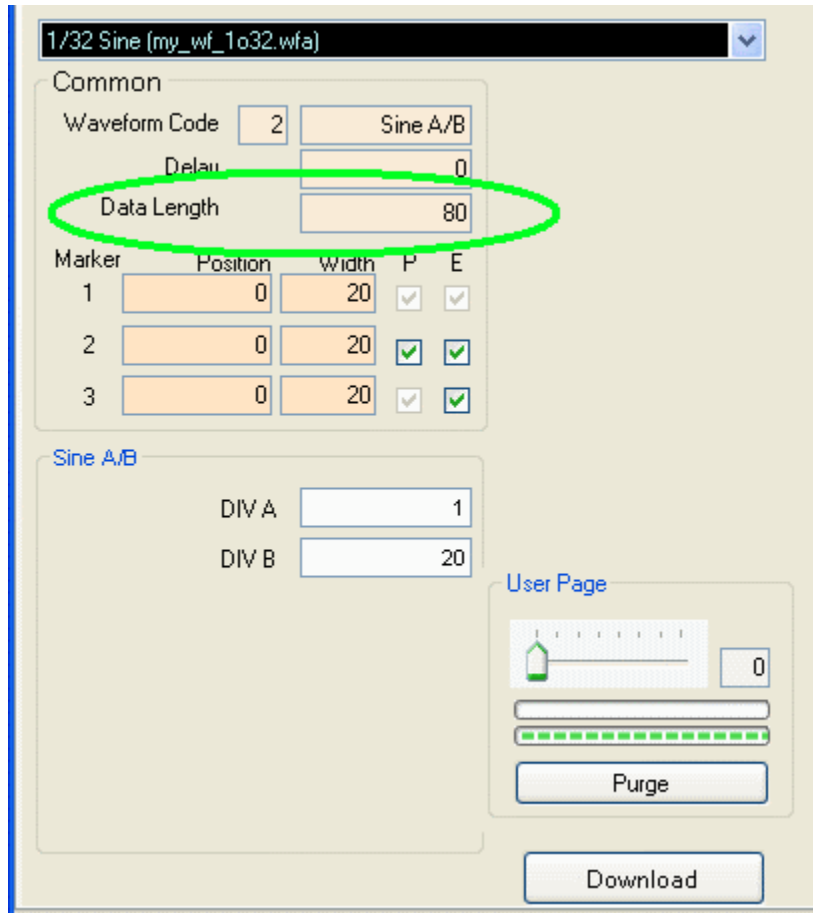 1/32 Sine (my_wf_1o32.wfa)
Common
Waveform Code 2 Sine A/B
Delay 0
Data Length 80
Marker Position Width P E
1 0 20
2 0 20
3 0 20
Sine A/B
DIV A 1
DIV B 20
User Page
0
Purge
Download